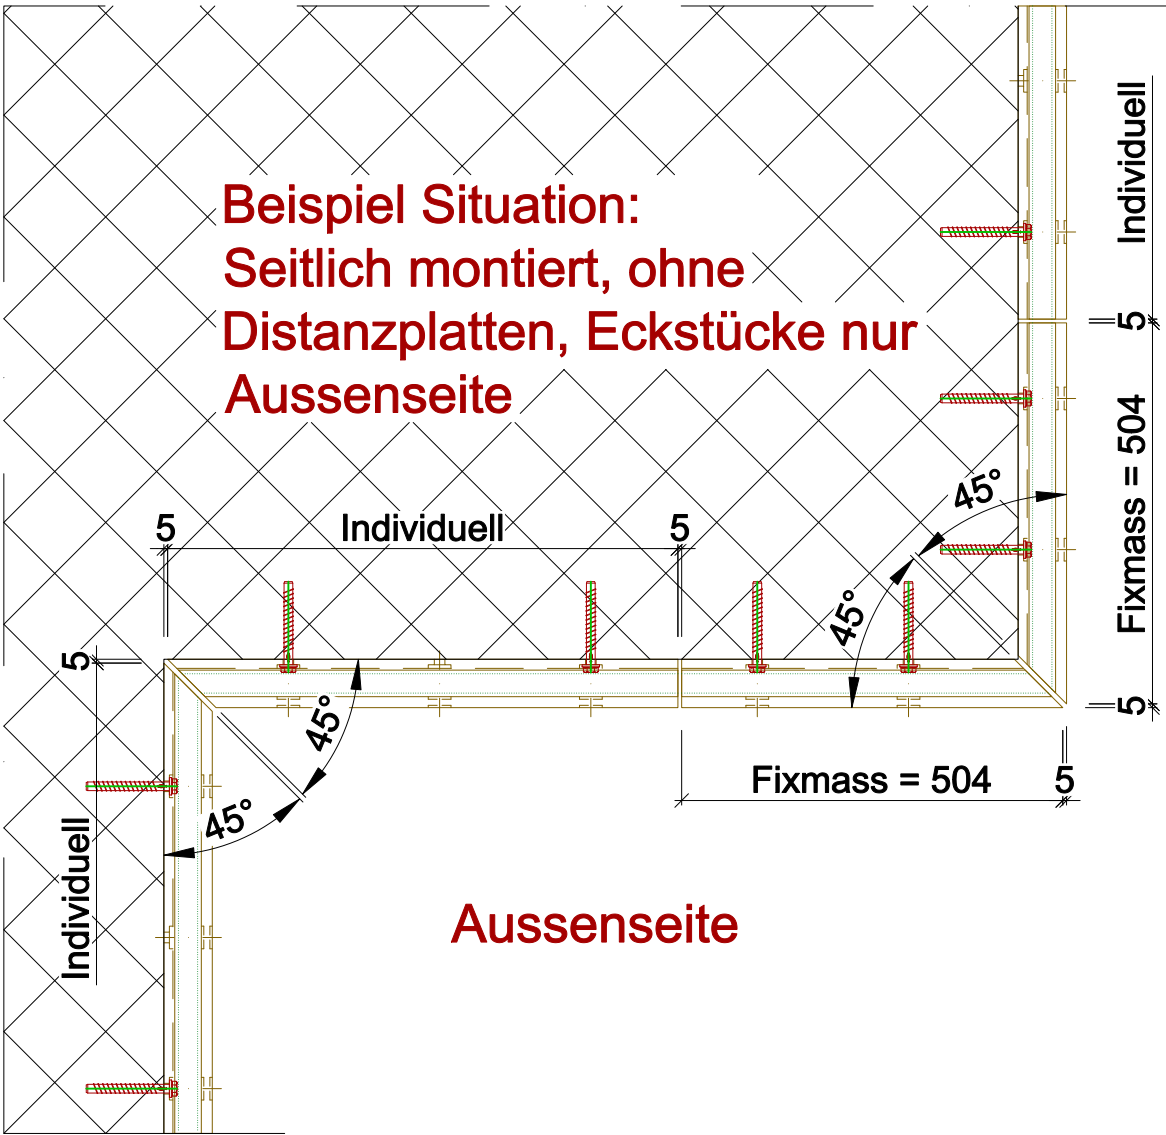 Beispiel Situation:
Seitlich montiert, ohne
Distanzplatten, Eckstücke nur
Aussenseite
Individuell
5
Fixmass = 504
5
45°
45°
5
Individuell
5
5
45°
45°
Individuell
Fixmass = 504
5
Aussenseite